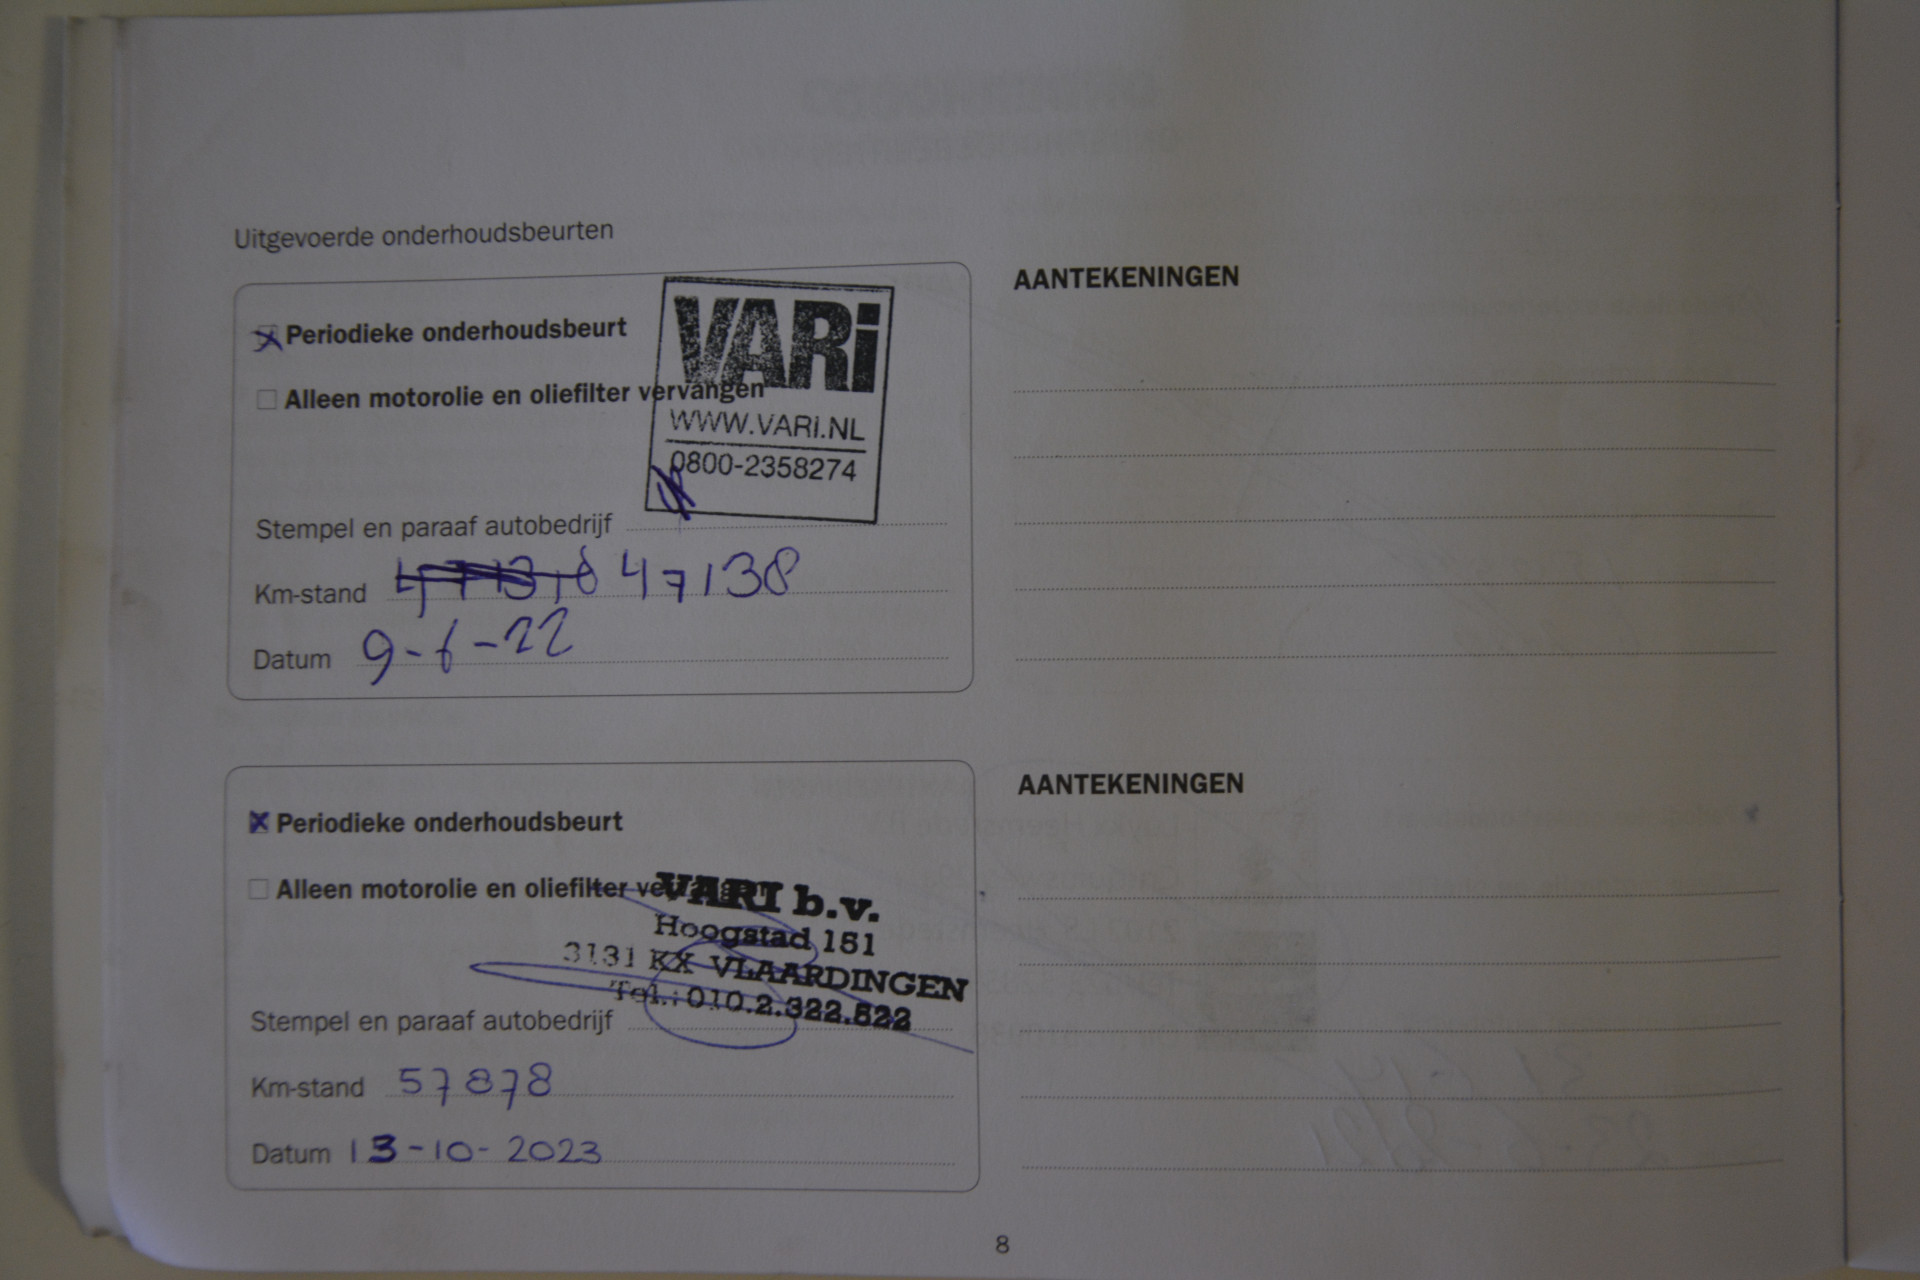 Uitgevoerde onderhoudsbeurten
Periodieke onderhoudsbeurt
Alleen motorolie en oliefilter vervangen
VARi
WWW.VARi.NL
0800-2358274
Stempel en paraaf autobedrijf
Km-stand 47138
Datum 9-6-22
AANTEKENINGEN
Periodieke onderhoudsbeurt
Alleen motorolie en oliefilter vervangen
VARI b.v.
Hoogstad 151
3131 KX VLAARDINGEN
Tel.: 010.2.322.522
Stempel en paraaf autobedrijf
Km-stand 57878
Datum 13-10-2023
AANTEKENINGEN
8